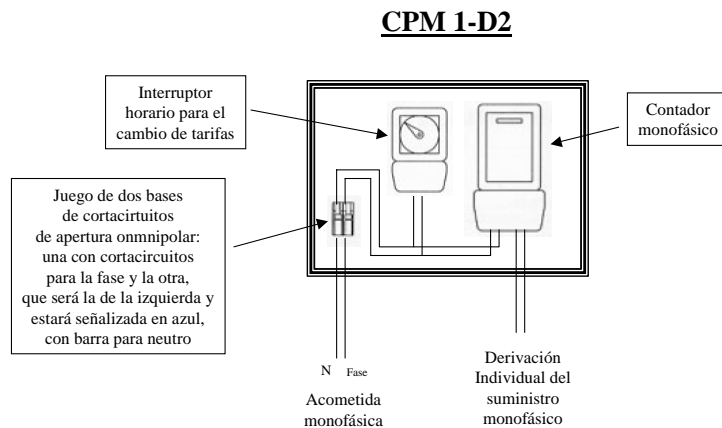 CPM 1-D2
Interruptor
horario para el
cambio de tarifas
Contador
monofásico
Juego de dos bases
de cortacirtuitos
de apertura onmnipolar:
una con cortacircuitos
para la fase y la otra,
que será la de la izquierda y
estará señalizada en azul,
con barra para neutro
N Fase
Acometida
monofásica
Derivación
Individual del
suministro
monofásico